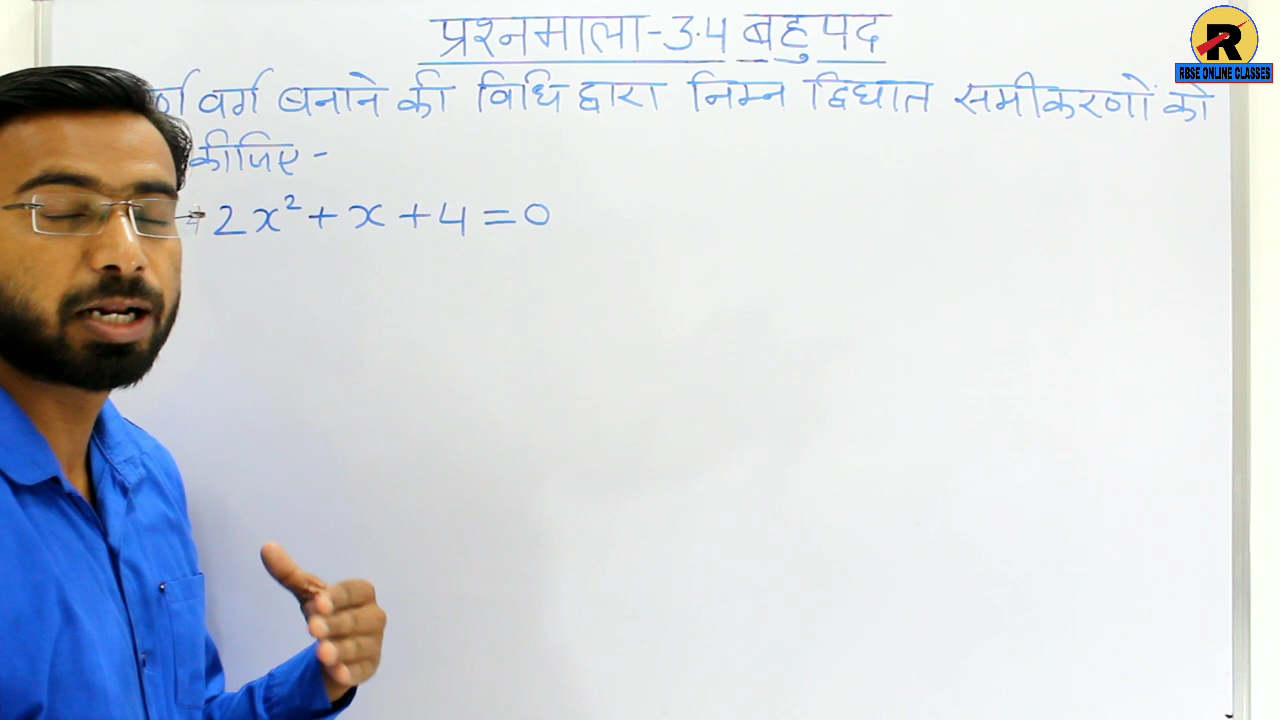 प्रश्नमाला-3.4 बहुपद
R
RBSE ONLINE CLASSES
वर्ग बनाने की विधि द्वारा निम्न द्विघात समीकरणों को
कीजिए -
2x² + x + 4 = 0